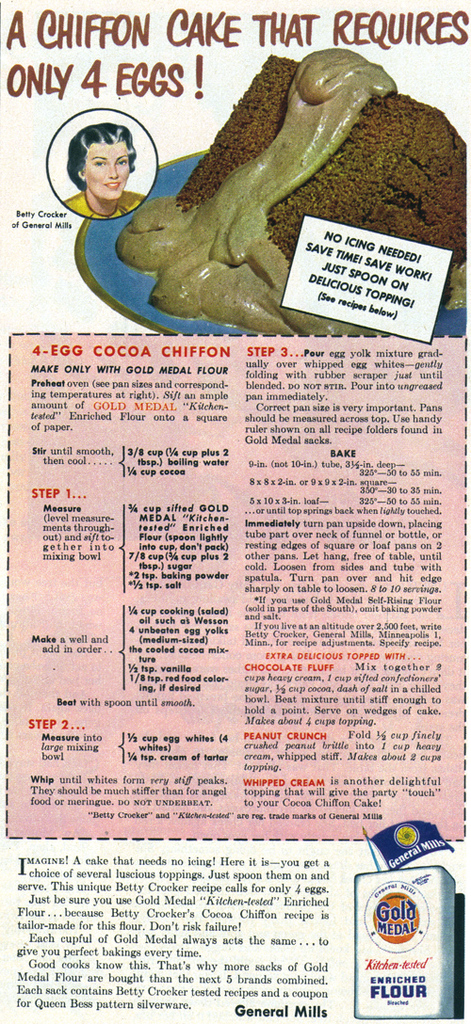 A CHIFFON CAKE THAT REQUIRES
ONLY 4 EGGS!
Betty Crocker
of General Mills
NO ICING NEEDED!
SAVE TIME! SAVE WORK!
JUST SPOON ON
DELICIOUS TOPPING!
(See recipes below)
4-EGG COCOA CHIFFON
MAKE ONLY WITH GOLD MEDAL FLOUR
Preheat oven (see pan sizes and correspond-
ing temperatures at right). Sift an ample
amount of GOLD MEDAL "Kitchen-
tested" Enriched Flour onto a square
of paper.
Stir until smooth,
then cool.....
3/8 cup (¼ cup plus 2
tbsp.) boiling water
¼ cup cocoa
STEP 1...
Measure
(level measure-
ments through-
out) and sift to-
gether into
mixing bowl
¾ cup sifted GOLD
MEDAL "Kitchen-
tested" Enriched
Flour (spoon lightly
into cup, don't pack)
7/8 cup (¾ cup plus 2
tbsp.) sugar
*2 tsp. baking powder
*½ tsp. salt
Make a well and
add in order..
¼ cup cooking (salad)
oil such as Wesson
4 unbeaten egg yolks
(medium-sized)
the cooled cocoa mix-
ture
½ tsp. vanilla
1/8 tsp. red food color-
ing, if desired
Beat with spoon until smooth.
STEP 2...
Measure into
large mixing
bowl
½ cup egg whites (4
whites)
¼ tsp. cream of tartar
Whip until whites form very stiff peaks.
They should be much stiffer than for angel
food or meringue. DO NOT UNDERBEAT.
STEP 3...Pour egg yolk mixture grad-
ually over whipped egg whites—gently
folding with rubber scraper just until
blended. DO NOT STIR. Pour into ungreased
pan immediately.
Correct pan size is very important. Pans
should be measured across top. Use handy
ruler shown on all recipe folders found in
Gold Medal sacks.
BAKE
9-in. (not 10-in.) tube, 3½-in. deep—
325°—50 to 55 min.
8 x 8 x 2-in. or 9 x 9 x 2-in. square—
350°—30 to 35 min.
5 x 10 x 3-in. loaf— 325°—50 to 55 min.
...or until top springs back when lightly touched.
Immediately turn pan upside down, placing
tube part over neck of funnel or bottle, or
resting edges of square or loaf pans on 2
other pans. Let hang, free of table, until
cold. Loosen from sides and tube with
spatula. Turn pan over and hit edge
sharply on table to loosen. 8 to 10 servings.
*If you use Gold Medal Self-Rising Flour
(sold in parts of the South), omit baking powder
and salt.
If you live at an altitude over 2,500 feet, write
Betty Crocker, General Mills, Minneapolis 1,
Minn., for recipe adjustments. Specify recipe.
EXTRA DELICIOUS TOPPED WITH...
CHOCOLATE FLUFF Mix together 2
cups heavy cream, 1 cup sifted confectioners'
sugar, ½ cup cocoa, dash of salt in a chilled
bowl. Beat mixture until stiff enough to
hold a point. Serve on wedges of cake.
Makes about 4 cups topping.
PEANUT CRUNCH Fold ½ cup finely
crushed peanut brittle into 1 cup heavy
cream, whipped stiff. Makes about 2 cups
topping.
WHIPPED CREAM is another delightful
topping that will give the party "touch"
to your Cocoa Chiffon Cake!
"Betty Crocker" and "Kitchen-tested" are reg. trade marks of General Mills
IMAGINE! A cake that needs no icing! Here it is—you get a
choice of several luscious toppings. Just spoon them on and
serve. This unique Betty Crocker recipe calls for only 4 eggs.
Just be sure you use Gold Medal "Kitchen-tested" Enriched
Flour...because Betty Crocker's Cocoa Chiffon recipe is
tailor-made for this flour. Don't risk failure!
Each cupful of Gold Medal always acts the same...to
give you perfect bakings every time.
Good cooks know this. That's why more sacks of Gold
Medal Flour are bought than the next 5 brands combined.
Each sack contains Betty Crocker tested recipes and a coupon
for Queen Bess pattern silverware.
General Mills
General Mills
General Mills
Gold
MEDAL
"Kitchen-tested"
ENRICHED
FLOUR
Bleached